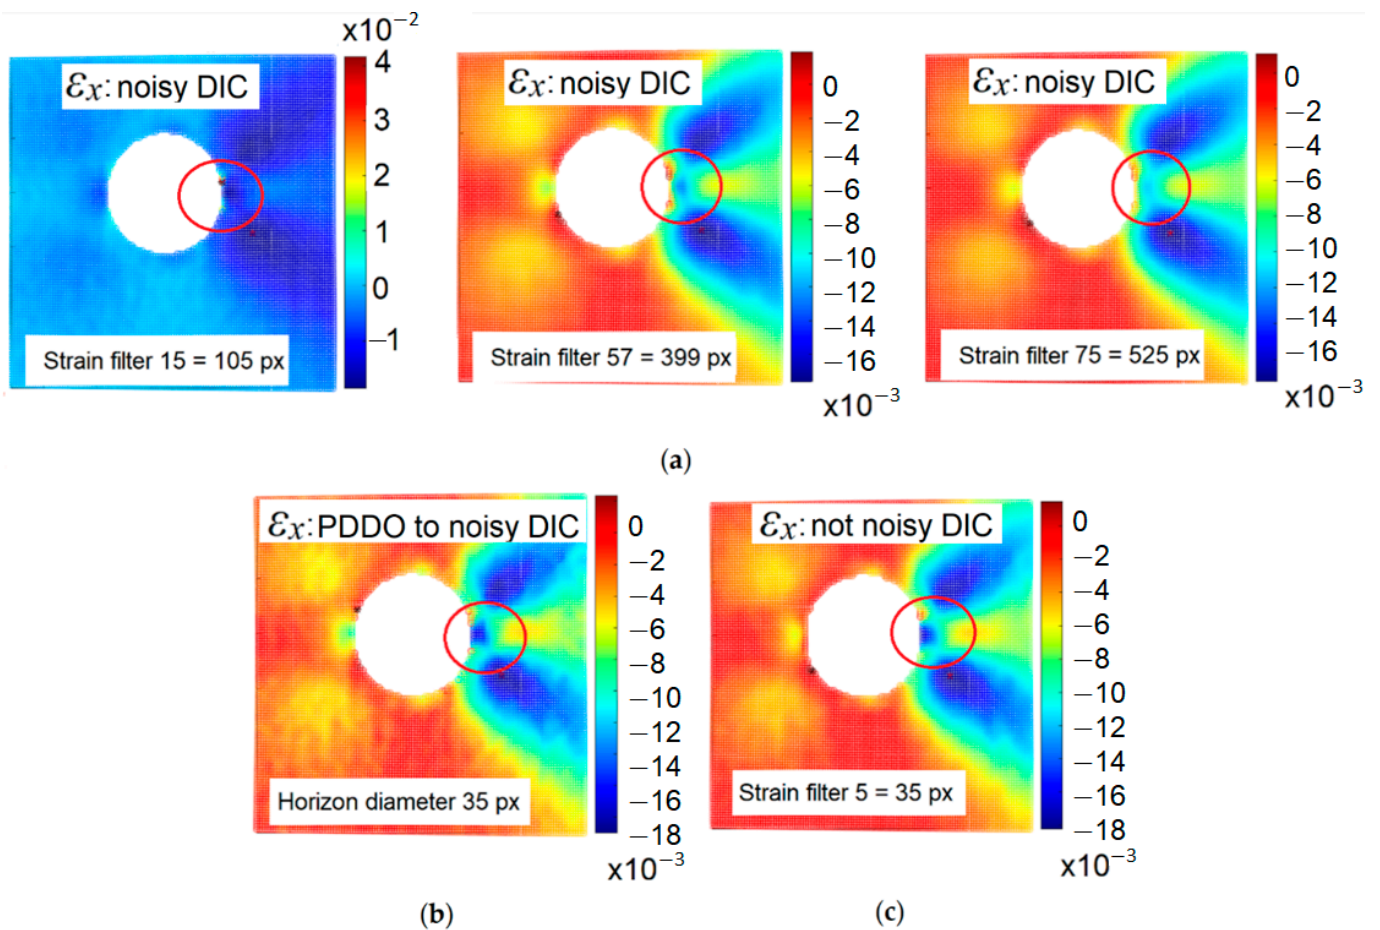 x10⁻²
εx: noisy DIC
4
3
2
1
0
−1
Strain filter 15 = 105 px
εx: noisy DIC
0
−2
−4
−6
−8
−10
−12
−14
−16
x10⁻³
Strain filter 57 = 399 px
εx: noisy DIC
0
−2
−4
−6
−8
−10
−12
−14
−16
x10⁻³
Strain filter 75 = 525 px
(a)
εx: PDDO to noisy DIC
0
−2
−4
−6
−8
−10
−12
−14
−16
−18
x10⁻³
Horizon diameter 35 px
(b)
εx: not noisy DIC
0
−2
−4
−6
−8
−10
−12
−14
−16
−18
x10⁻³
Strain filter 5 = 35 px
(c)